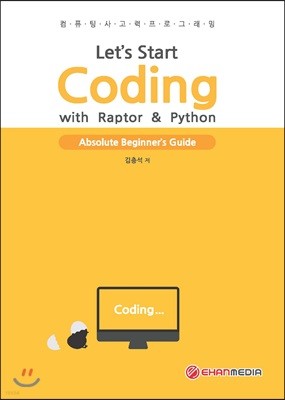 컴·퓨·팅·사·고·력·프·로·그·래·밍
Let's Start
Coding
with Raptor & Python
Absolute Beginner's Guide
김충석 저
Coding...
EHANMEDIA